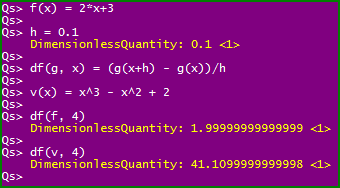 Qs> f(x) = 2*x+3
Qs>
Qs> h = 0.1
DimensionlessQuantity: 0.1 <1>
Qs>
Qs> df(g, x) = (g(x+h) - g(x))/h
Qs>
Qs> v(x) = x^3 - x^2 + 2
Qs>
Qs> df(f, 4)
DimensionlessQuantity: 1.99999999999999 <1>
Qs>
Qs> df(v, 4)
DimensionlessQuantity: 41.1099999999998 <1>
Qs>